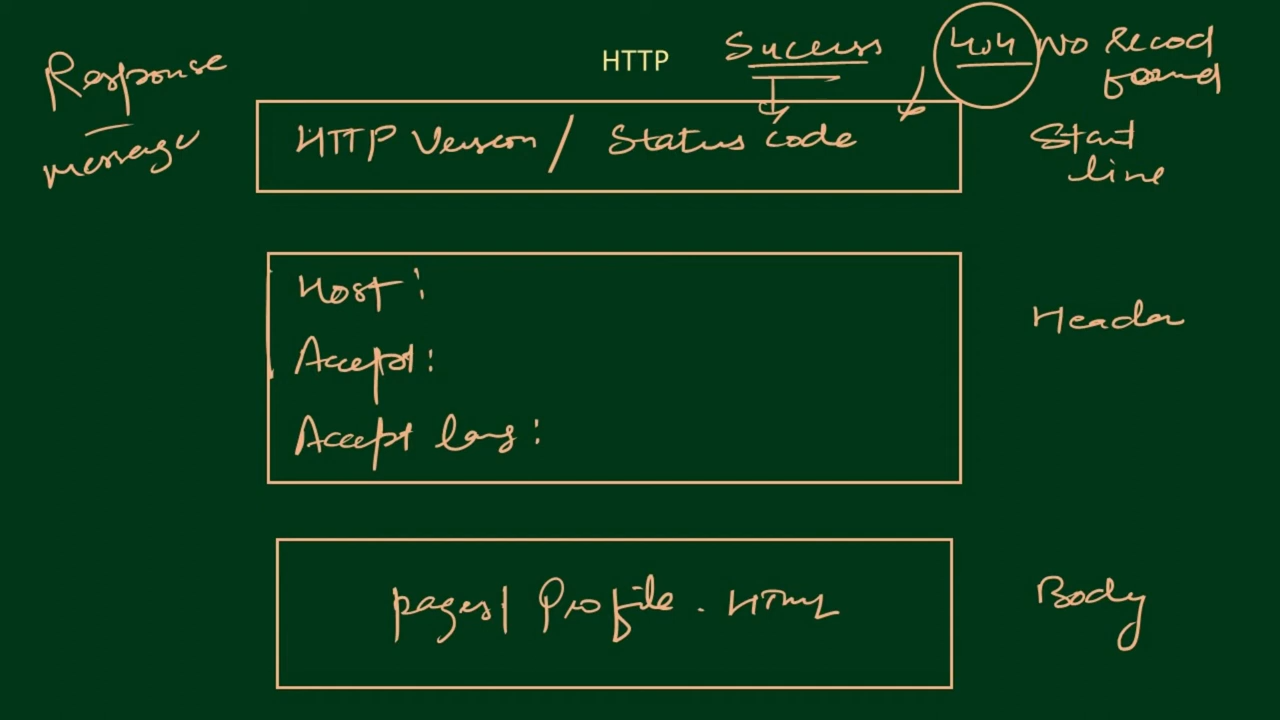 HTTP
Success
404 No Recod
found
Response
message
HTTP Version / Status code
Start
line
Host:
Accept:
Accept lang:
Header
pages/ Profile.HTML
Body